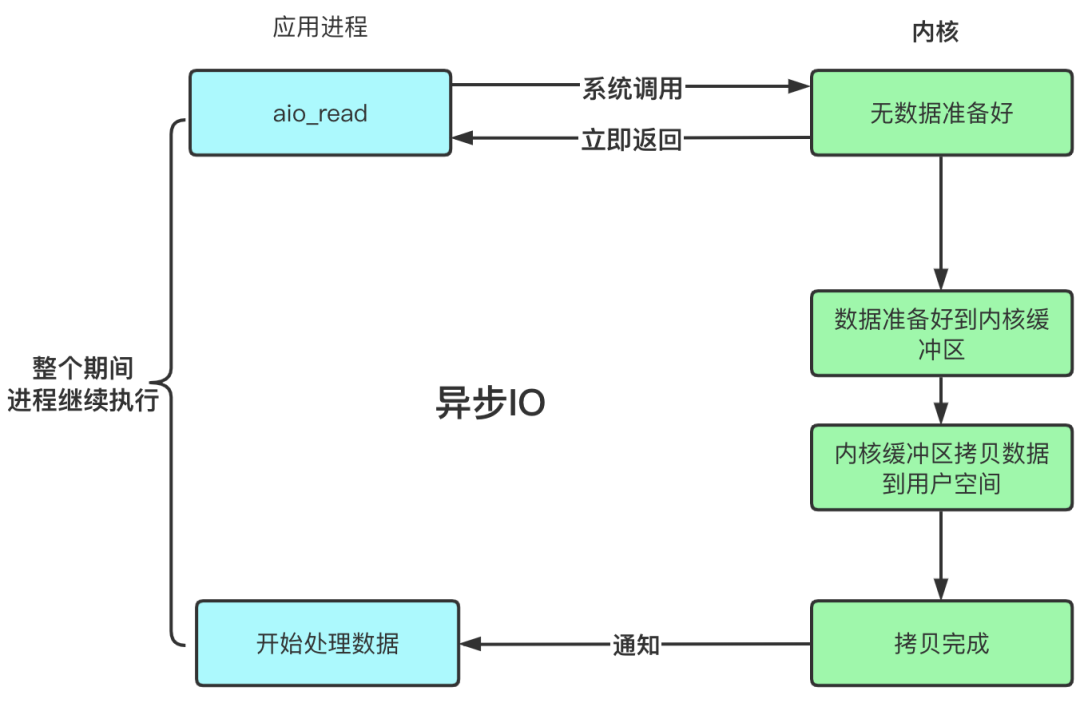 应用进程
内核
aio_read
系统调用
立即返回
无数据准备好
数据准备好到内核缓
冲区
整个期间
进程继续执行
异步IO
内核缓冲区拷贝数据
到用户空间
开始处理数据
通知
拷贝完成